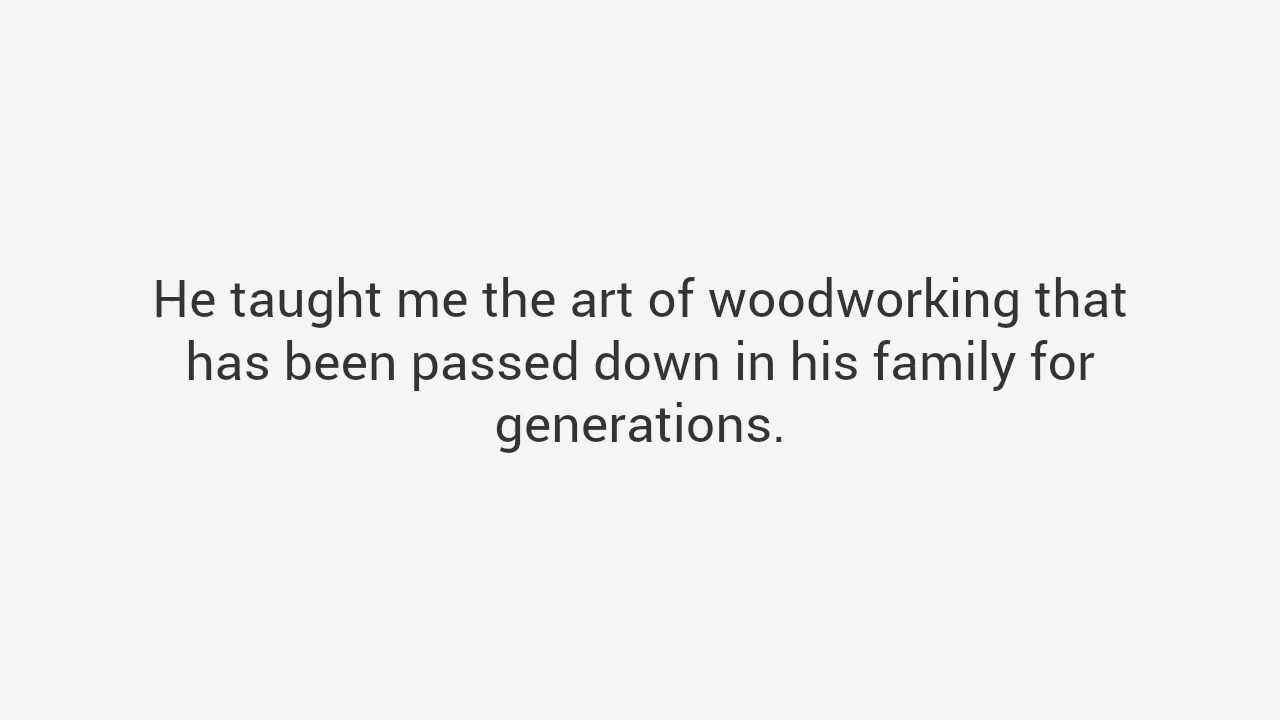 He taught me the art of woodworking that
has been passed down in his family for
generations.